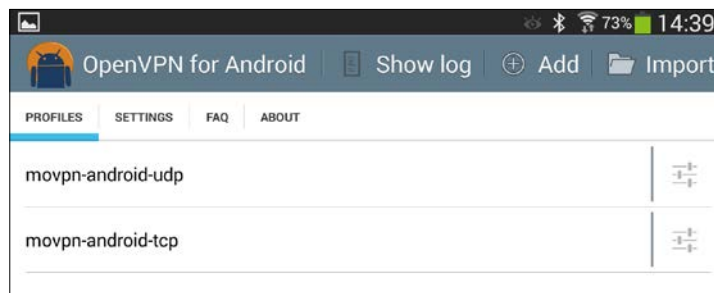 73% 14:39
OpenVPN for Android Show log Add Import
PROFILES SETTINGS FAQ ABOUT
movpn-android-udp
movpn-android-tcp